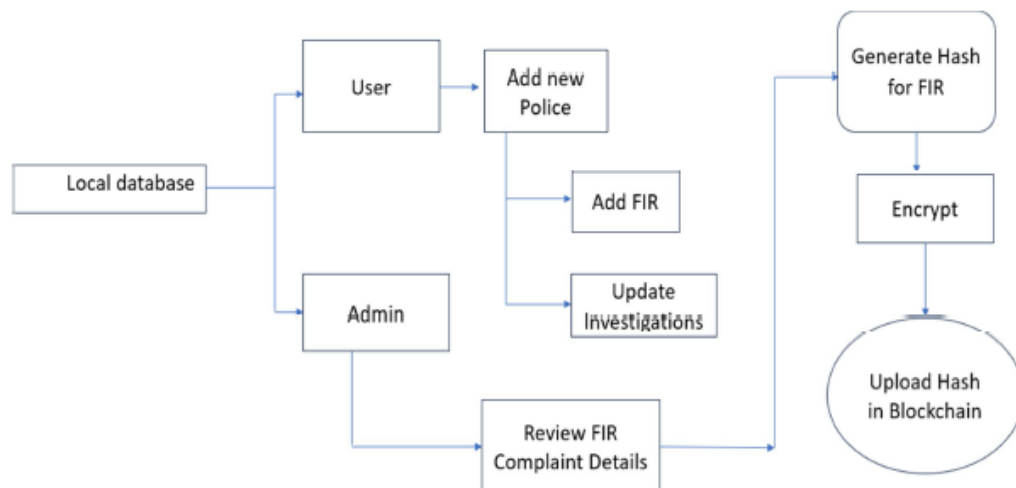 User
Add new
Police
Generate Hash
for FIR
Local database
Add FIR
Encrypt
Admin
Update
Investigations
Upload Hash
in Blockchain
Review FIR
Complaint Details